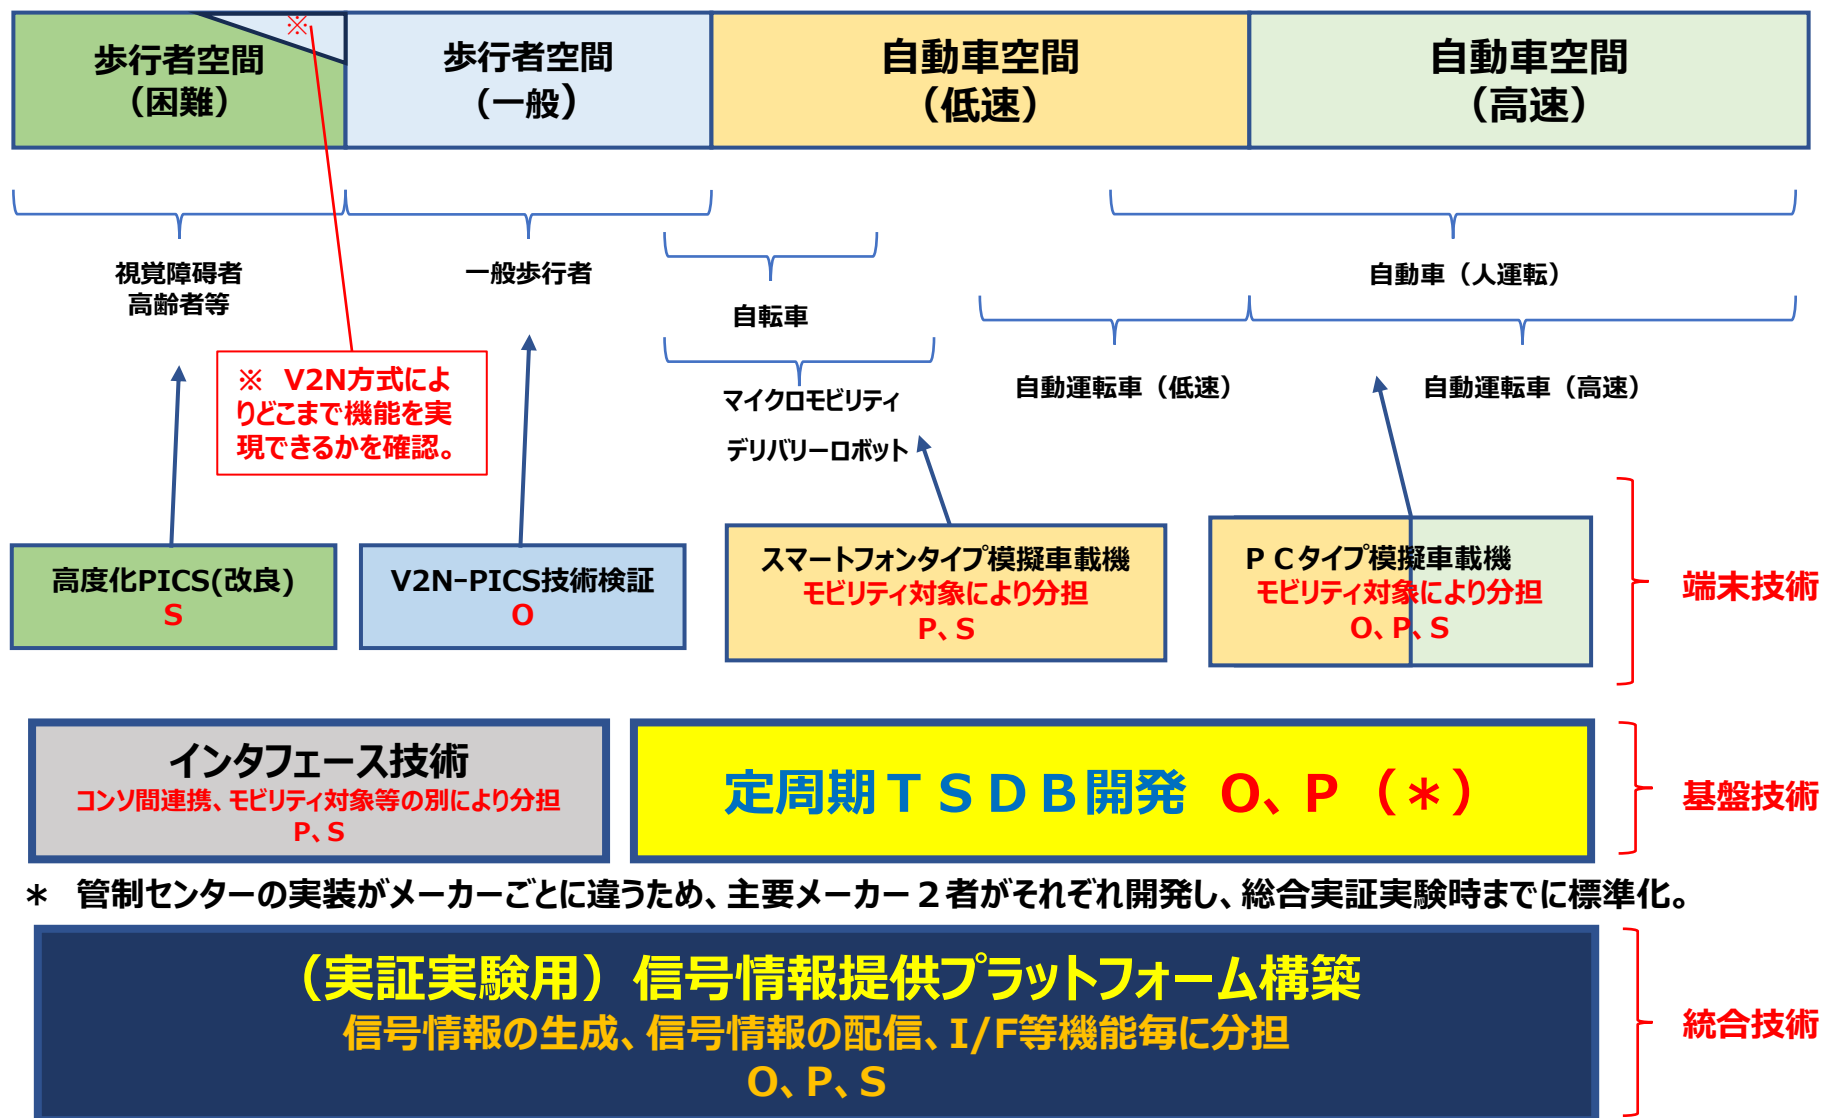 ※
歩行者空間
（困難）
歩行者空間
（一般）
自動車空間
（低速）
自動車空間
（高速）
視覚障碍者
高齢者等
一般歩行者
自転車
自動車（人運転）
※　V2N方式によ
りどこまで機能を実
現できるかを確認。
マイクロモビリティ
デリバリーロボット
自動運転車（低速）
自動運転車（高速）
高度化PICS(改良)
S
V2N-PICS技術検証
O
スマートフォンタイプ模擬車載機
モビリティ対象により分担
P、S
ＰＣタイプ模擬車載機
モビリティ対象により分担
O、P、S
端末技術
インタフェース技術
コンソ間連携、モビリティ対象等の別により分担
P、S
定周期ＴＳＤＢ開発　O、P（＊）
基盤技術
＊　管制センターの実装がメーカーごとに違うため、主要メーカー２者がそれぞれ開発し、総合実証実験時までに標準化。
（実証実験用）信号情報提供プラットフォーム構築
信号情報の生成、信号情報の配信、I/F等機能毎に分担
O、P、S
統合技術